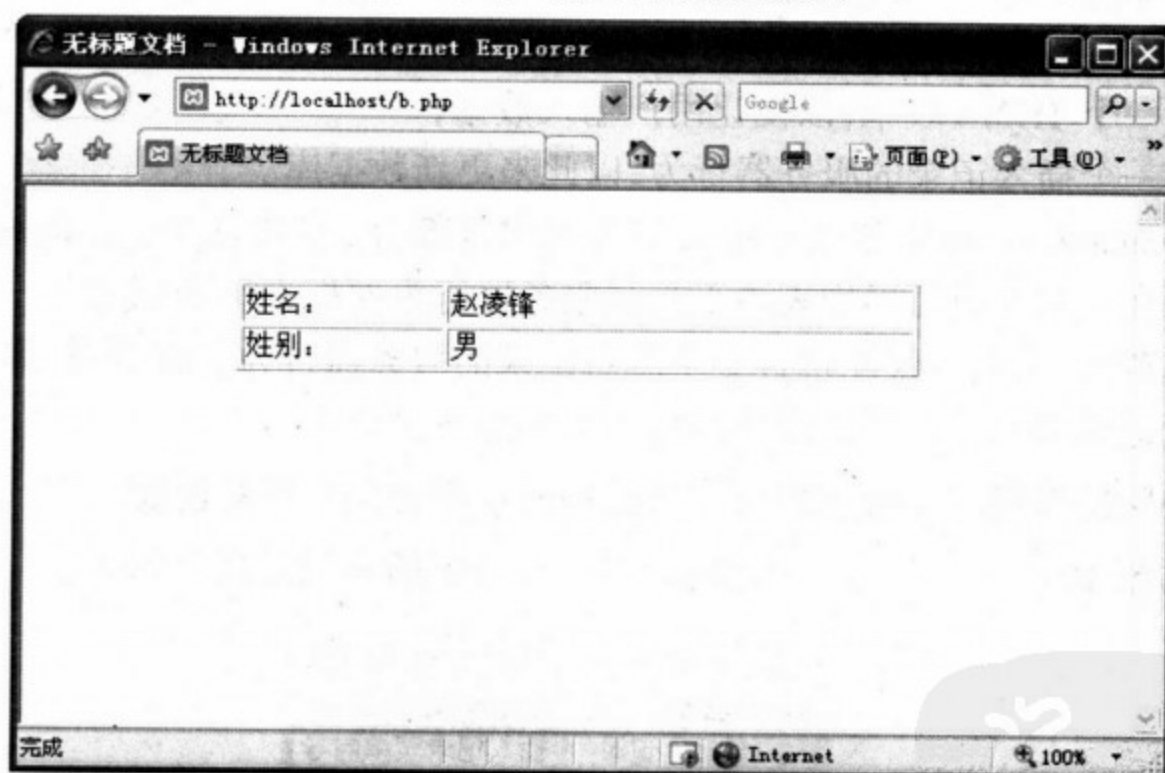 无标题文档 - Windows Internet Explorer
http://localhost/b.php
Google
无标题文档
页面(P)
工具(O)
姓名：
赵凌锋
姓别：
男
完成
Internet
100%